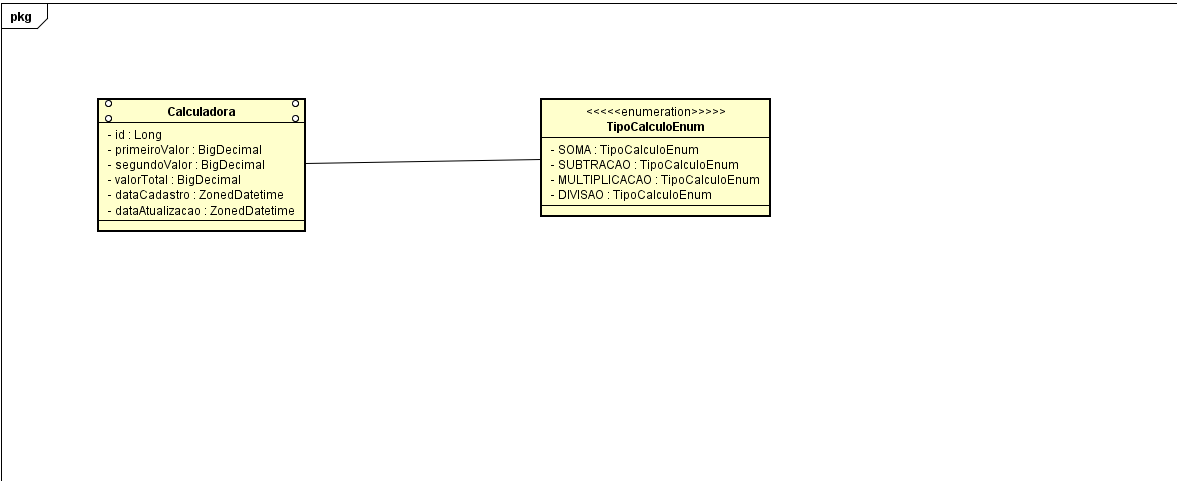 pkg
Calculadora
- id : Long
- primeiroValor : BigDecimal
- segundoValor : BigDecimal
- valorTotal : BigDecimal
- dataCadastro : ZonedDatetime
- dataAtualizacao : ZonedDatetime
<<<<<enumeration>>>>>
TipoCalculoEnum
- SOMA : TipoCalculoEnum
- SUBTRACAO : TipoCalculoEnum
- MULTIPLICACAO : TipoCalculoEnum
- DIVISAO : TipoCalculoEnum